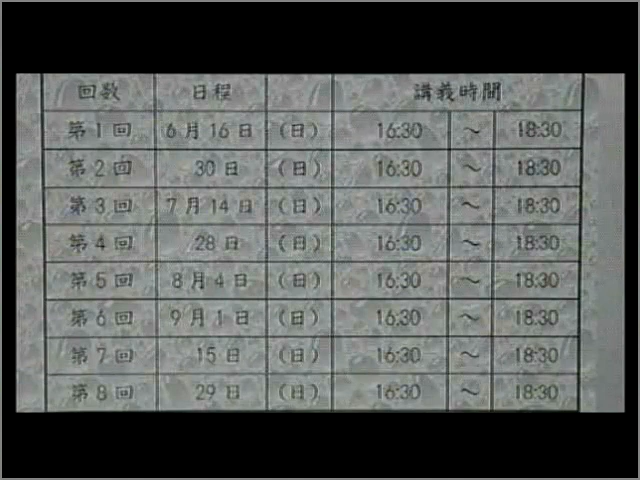 回数 日程 講義時間
第1回 6月16日 (日) 16:30 ～ 18:30
第2回 30日 (日) 16:30 ～ 18:30
第3回 7月14日 (日) 16:30 ～ 18:30
第4回 28日 (日) 16:30 ～ 18:30
第5回 8月4日 (日) 16:30 ～ 18:30
第6回 9月1日 (日) 16:30 ～ 18:30
第7回 15日 (日) 16:30 ～ 18:30
第8回 29日 (日) 16:30 ～ 18:30